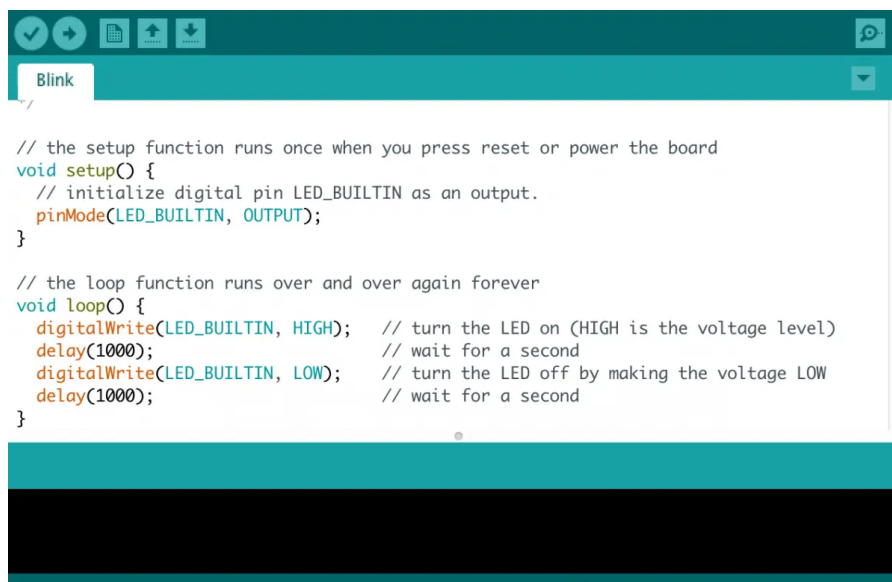 Blink
*/
// the setup function runs once when you press reset or power the board
void setup() {
  // initialize digital pin LED_BUILTIN as an output.
  pinMode(LED_BUILTIN, OUTPUT);
}
// the loop function runs over and over again forever
void loop() {
  digitalWrite(LED_BUILTIN, HIGH);   // turn the LED on (HIGH is the voltage level)
  delay(1000);                       // wait for a second
  digitalWrite(LED_BUILTIN, LOW);    // turn the LED off by making the voltage LOW
  delay(1000);                       // wait for a second
}